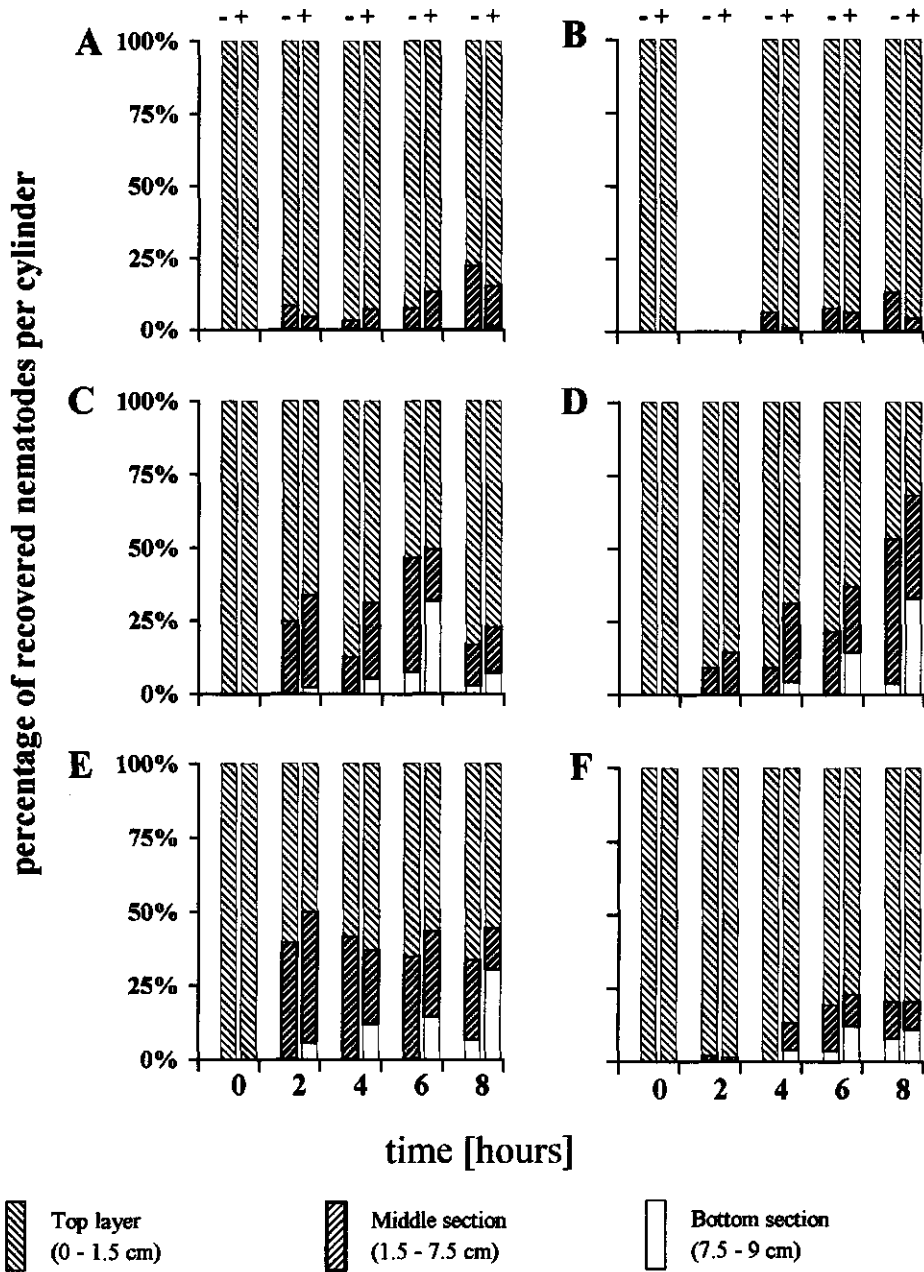 - + - + - + - + - +
- + - + - + - + - +
A
B
100%
75%
50%
25%
0%
C
D
100%
75%
50%
25%
0%
E
F
100%
75%
50%
25%
0%
percentage of recovered nematodes per cylinder
0 2 4 6 8
0 2 4 6 8
time [hours]
Top layer
(0 - 1.5 cm)
Middle section
(1.5 - 7.5 cm)
Bottom section
(7.5 - 9 cm)